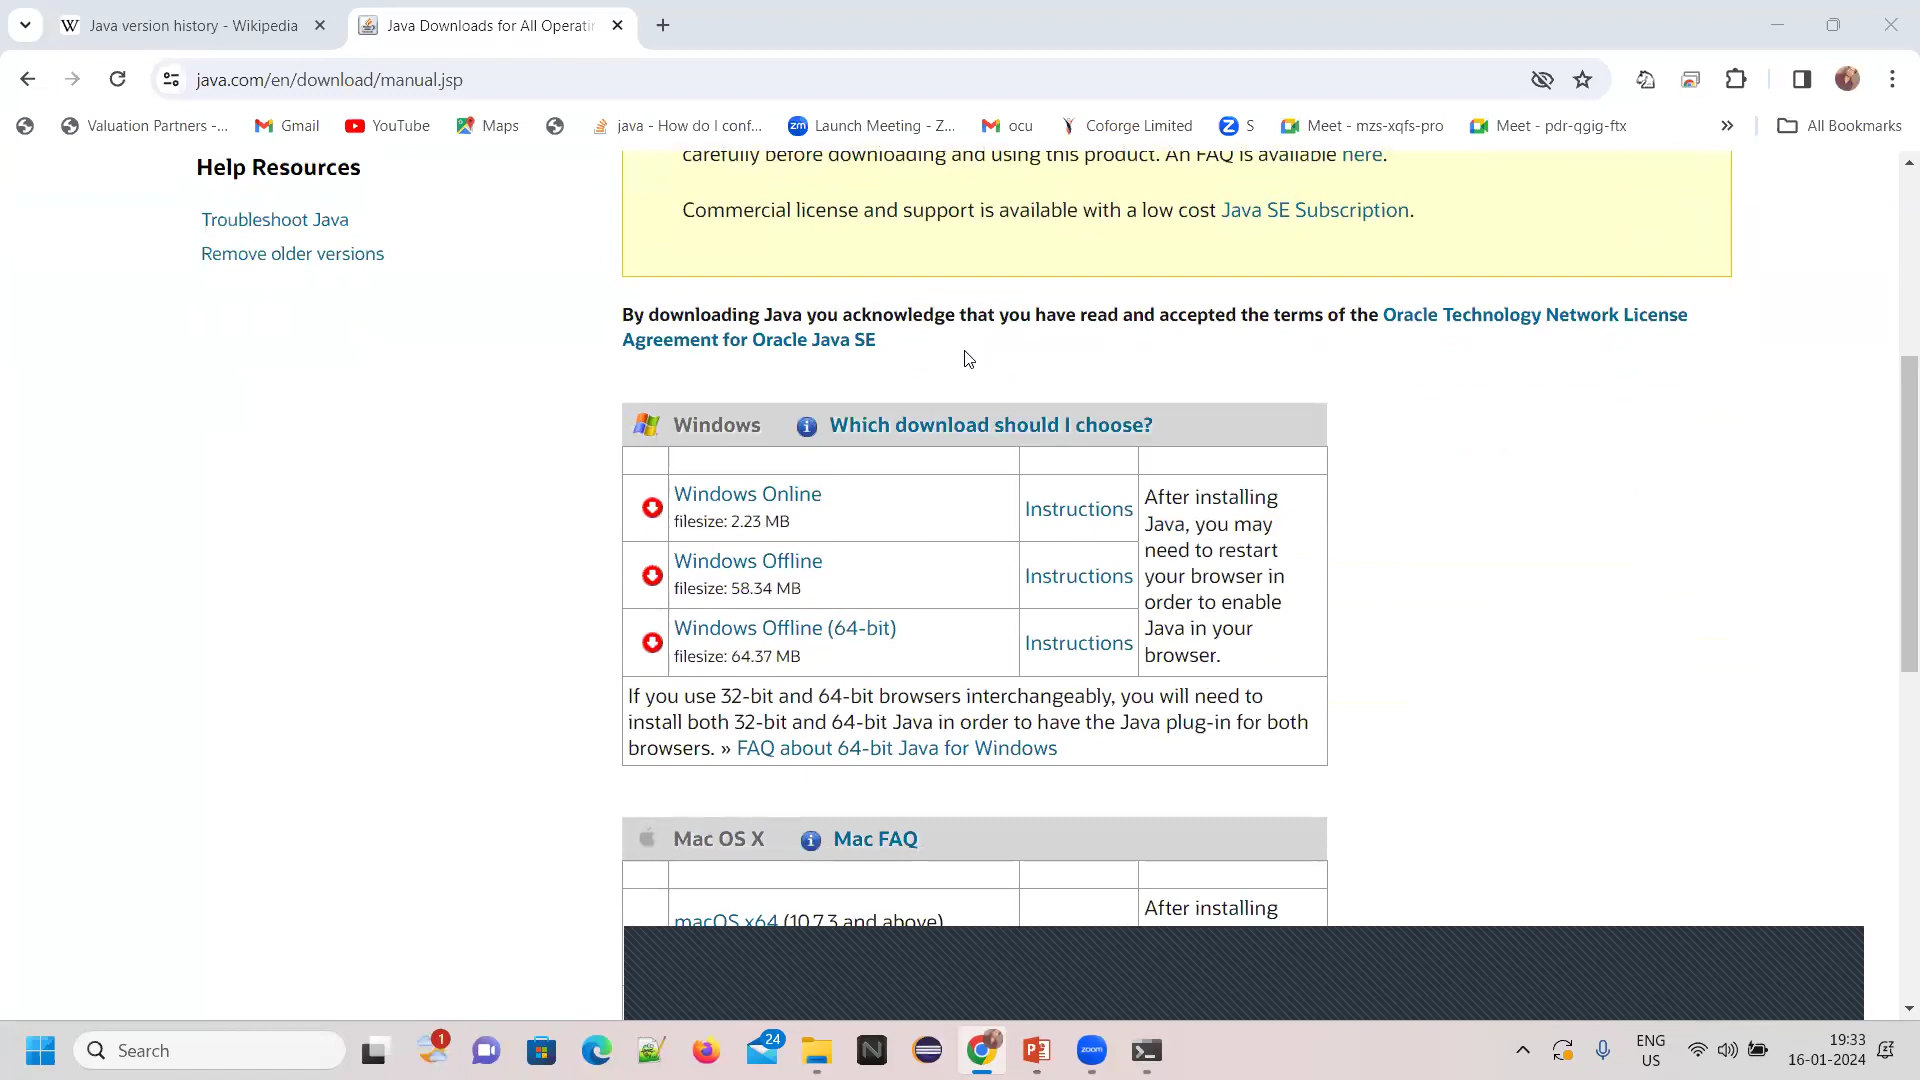 Java version history - Wikipedia
Java Downloads for All Operatin
java.com/en/download/manual.jsp
Valuation Partners -...
Gmail
YouTube
Maps
java - How do I conf...
Launch Meeting - Z...
ocu
Coforge Limited
S
Meet - mzs-xqfs-pro
Meet - pdr-qgig-ftx
All Bookmarks
Help Resources
Troubleshoot Java
Remove older versions
carefully before downloading and using this product. An FAQ is available here.
Commercial license and support is available with a low cost Java SE Subscription.
By downloading Java you acknowledge that you have read and accepted the terms of the Oracle Technology Network License
Agreement for Oracle Java SE
Windows Which download should I choose?
Windows Online
filesize: 2.23 MB
Instructions
Windows Offline
filesize: 58.34 MB
Instructions
Windows Offline (64-bit)
filesize: 64.37 MB
Instructions
After installing
Java, you may
need to restart
your browser in
order to enable
Java in your
browser.
If you use 32-bit and 64-bit browsers interchangeably, you will need to
install both 32-bit and 64-bit Java in order to have the Java plug-in for both
browsers. » FAQ about 64-bit Java for Windows
Mac OS X Mac FAQ
macOS x64 (10.7.3 and above)
After installing
Search
1
24
zoom
ENG
US
19:33
16-01-2024